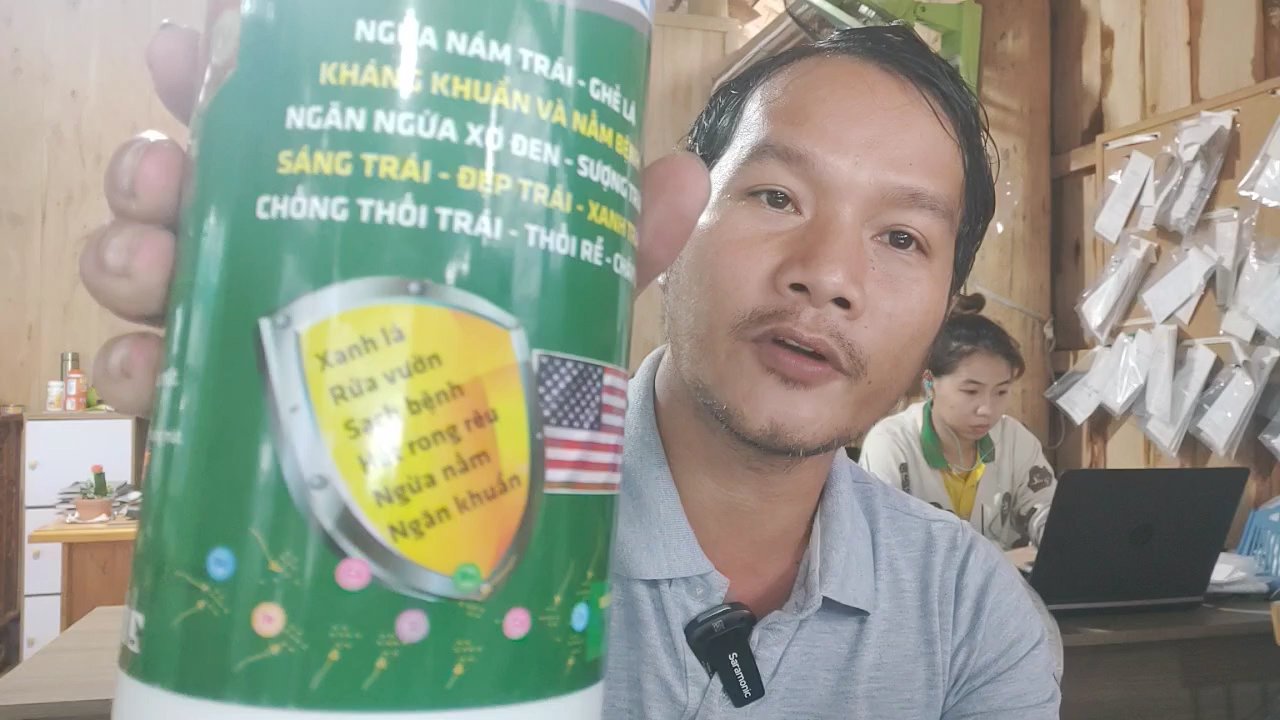 NGỪA NÁM TRÁI - GHẺ LÁ
KHÁNG KHUẨN VÀ NẤM BỆNH
NGĂN NGỪA XƠ ĐEN - SƯỢNG
SÁNG TRÁI - ĐẸP TRÁI - XANH
CHỐNG THỐI TRÁI - THỐI RỄ -
Xanh lá
Rửa vườn
Sạch bệnh
rong rêu
Ngừa nấm
Ngăn khuẩn
Saramonic